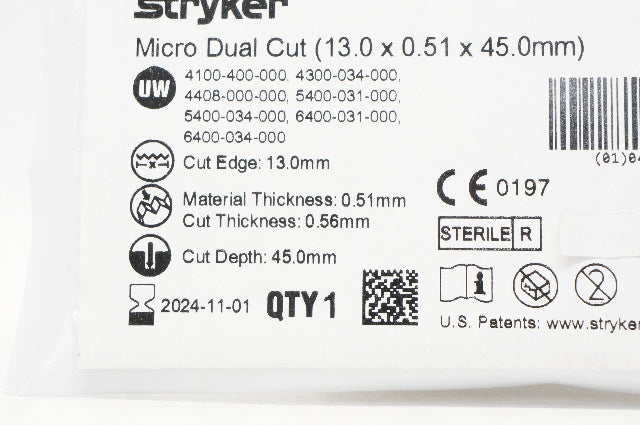 stryker
Micro Dual Cut (13.0 x 0.51 x 45.0mm)
UW
4100-400-000, 4300-034-000,
4408-000-000, 5400-031-000,
5400-034-000, 6400-031-000,
6400-034-000
Cut Edge: 13.0mm
Material Thickness: 0.51mm
Cut Thickness: 0.56mm
Cut Depth: 45.0mm
2024-11-01 QTY 1
(01)0
CE 0197
STERILE R
i
2
U.S. Patents: www.stryker